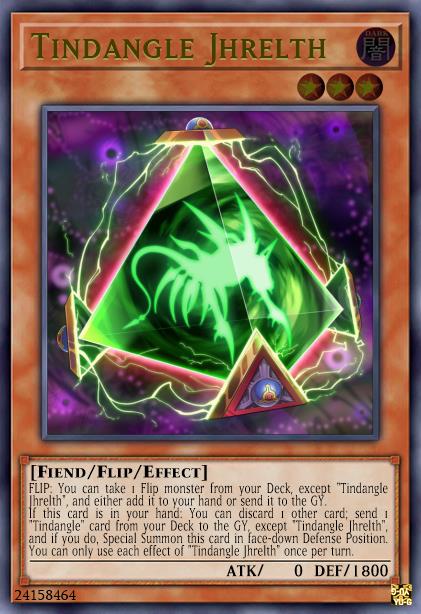 TINDANGLE JHRELTH
DARK
闇
[FIEND/FLIP/EFFECT]
FLIP: You can take 1 Flip monster from your Deck, except "Tindangle
Jhrelth", and either add it to your hand or send it to the GY.
If this card is in your hand: You can discard 1 other card; send 1
"Tindangle" card from your Deck to the GY, except "Tindangle Jhrelth",
and if you do, Special Summon this card in face-down Defense Position.
You can only use each effect of "Tindangle Jhrelth" once per turn.
ATK/ 0 DEF/1800
24158464